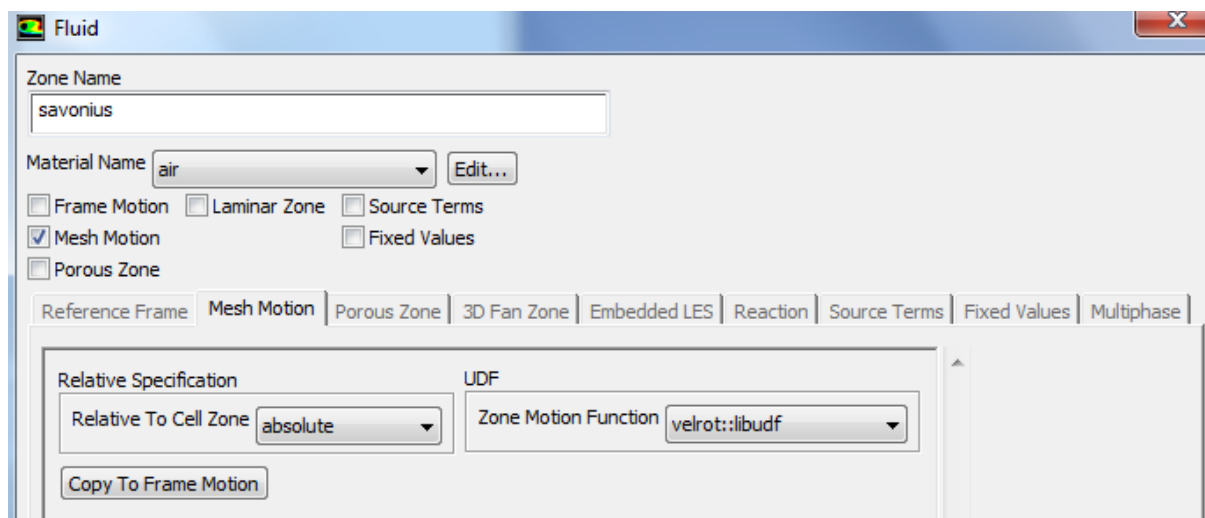 Fluid
Zone Name
savonius
Material Name air Edit...
Frame Motion Laminar Zone Source Terms
Mesh Motion Fixed Values
Porous Zone
Reference Frame Mesh Motion Porous Zone 3D Fan Zone Embedded LES Reaction Source Terms Fixed Values Multiphase
Relative Specification UDF
Relative To Cell Zone absolute Zone Motion Function velrot::libudf
Copy To Frame Motion